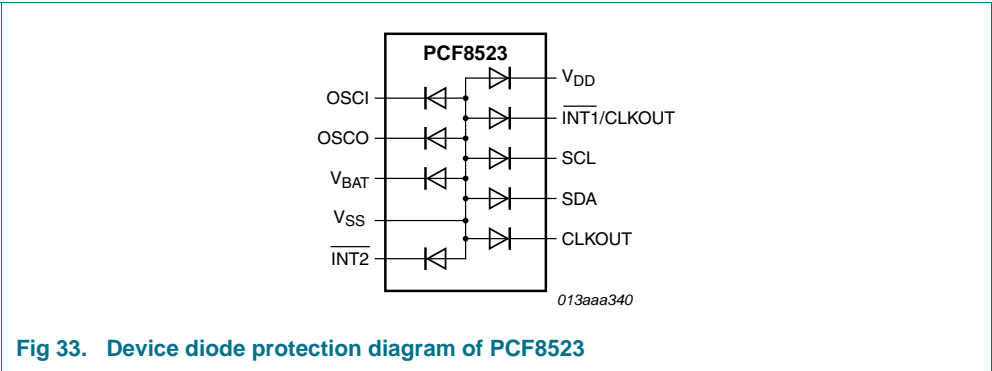 PCF8523
OSCI
OSCO
VBAT
VSS
INT2
VDD
INT1/CLKOUT
SCL
SDA
CLKOUT
013aaa340
Fig 33. Device diode protection diagram of PCF8523